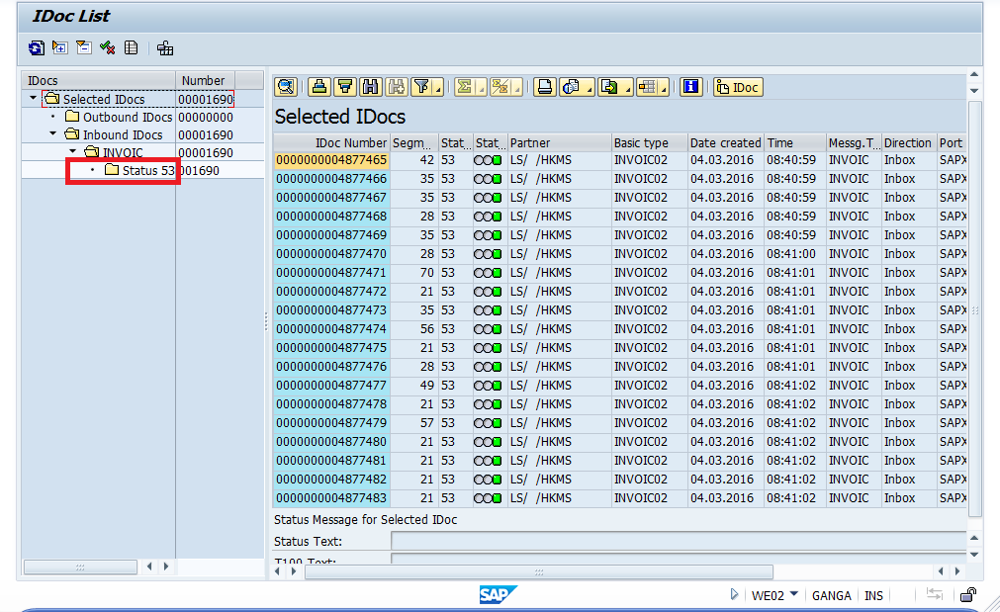 IDoc List
IDocs Number
Selected IDocs 00001690
Outbound IDocs 00000000
Inbound IDocs 00001690
INVOIC 00001690
Status 53 001690
Selected IDocs
IDoc Number Segm... Stat... Stat... Partner Basic type Date created Time Messg.T... Direction Port
0000000004877465 42 53 LS/ /HKMS INVOIC02 04.03.2016 08:40:59 INVOIC Inbox SAPX
0000000004877466 35 53 LS/ /HKMS INVOIC02 04.03.2016 08:40:59 INVOIC Inbox SAPX
0000000004877467 35 53 LS/ /HKMS INVOIC02 04.03.2016 08:40:59 INVOIC Inbox SAPX
0000000004877468 28 53 LS/ /HKMS INVOIC02 04.03.2016 08:40:59 INVOIC Inbox SAPX
0000000004877469 35 53 LS/ /HKMS INVOIC02 04.03.2016 08:40:59 INVOIC Inbox SAPX
0000000004877470 28 53 LS/ /HKMS INVOIC02 04.03.2016 08:41:00 INVOIC Inbox SAPX
0000000004877471 70 53 LS/ /HKMS INVOIC02 04.03.2016 08:41:01 INVOIC Inbox SAPX
0000000004877472 21 53 LS/ /HKMS INVOIC02 04.03.2016 08:41:01 INVOIC Inbox SAPX
0000000004877473 35 53 LS/ /HKMS INVOIC02 04.03.2016 08:41:01 INVOIC Inbox SAPX
0000000004877474 56 53 LS/ /HKMS INVOIC02 04.03.2016 08:41:01 INVOIC Inbox SAPX
0000000004877475 21 53 LS/ /HKMS INVOIC02 04.03.2016 08:41:01 INVOIC Inbox SAPX
0000000004877476 28 53 LS/ /HKMS INVOIC02 04.03.2016 08:41:01 INVOIC Inbox SAPX
0000000004877477 49 53 LS/ /HKMS INVOIC02 04.03.2016 08:41:02 INVOIC Inbox SAPX
0000000004877478 21 53 LS/ /HKMS INVOIC02 04.03.2016 08:41:02 INVOIC Inbox SAPX
0000000004877479 57 53 LS/ /HKMS INVOIC02 04.03.2016 08:41:02 INVOIC Inbox SAPX
0000000004877480 21 53 LS/ /HKMS INVOIC02 04.03.2016 08:41:02 INVOIC Inbox SAPX
0000000004877481 21 53 LS/ /HKMS INVOIC02 04.03.2016 08:41:02 INVOIC Inbox SAPX
0000000004877482 21 53 LS/ /HKMS INVOIC02 04.03.2016 08:41:02 INVOIC Inbox SAPX
0000000004877483 21 53 LS/ /HKMS INVOIC02 04.03.2016 08:41:02 INVOIC Inbox SAPX
Status Message for Selected IDoc
Status Text:
T100 Text:
SAP WE02 GANGA INS